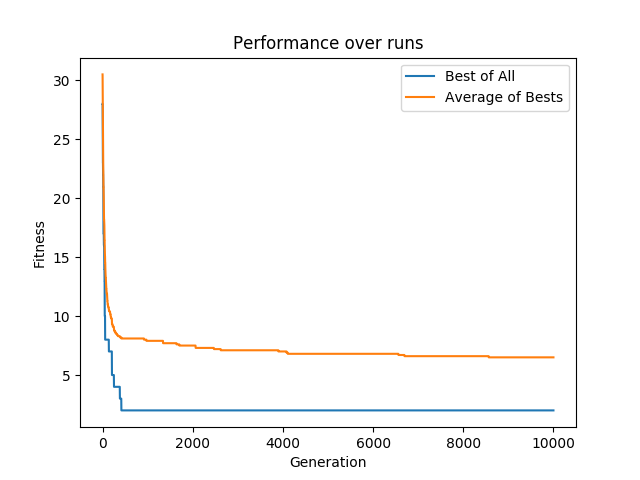 Performance over runs
Best of All
Average of Bests
30
25
20
15
10
5
Fitness
0 2000 4000 6000 8000 10000
Generation